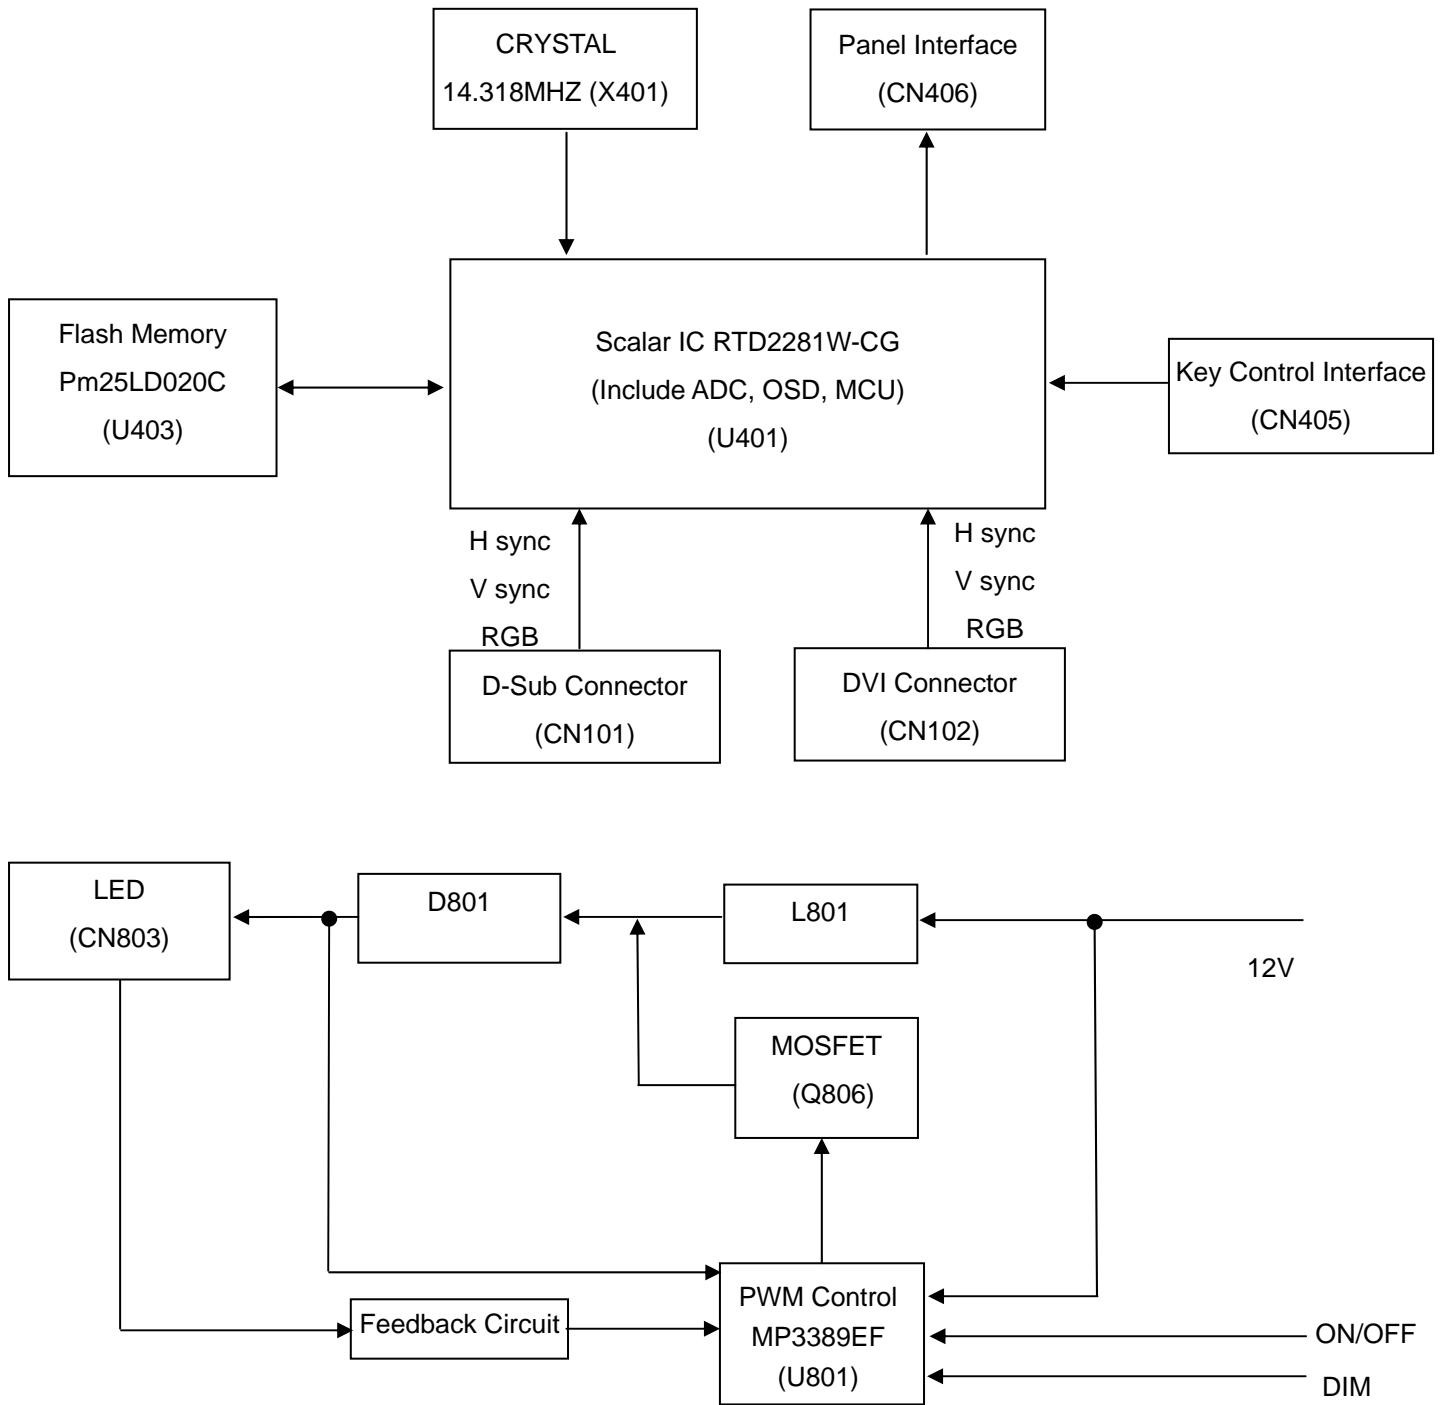 CRYSTAL
14.318MHZ (X401)
Panel Interface
(CN406)
Flash Memory
Pm25LD020C
(U403)
Scalar IC RTD2281W-CG
(Include ADC, OSD, MCU)
(U401)
Key Control Interface
(CN405)
H sync
V sync
RGB
H sync
V sync
RGB
D-Sub Connector
(CN101)
DVI Connector
(CN102)
LED
(CN803)
D801
L801
12V
MOSFET
(Q806)
Feedback Circuit
PWM Control
MP3389EF
(U801)
ON/OFF
DIM